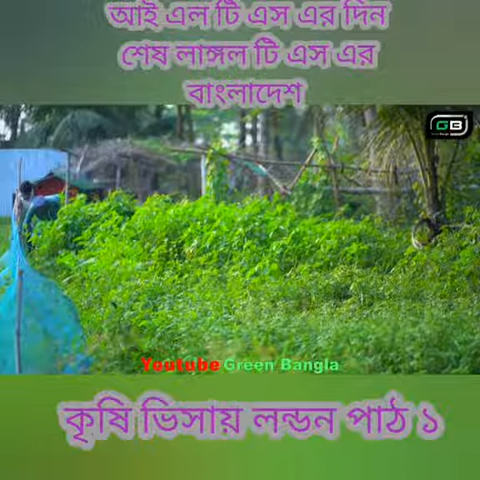 আই এল টি এস এর দিন
শেষ লাঙ্গল টি এস এর
বাংলাদেশ
GB
Youtube Green Bangla
কৃষি ভিসায় লন্ডন পাঠ ১